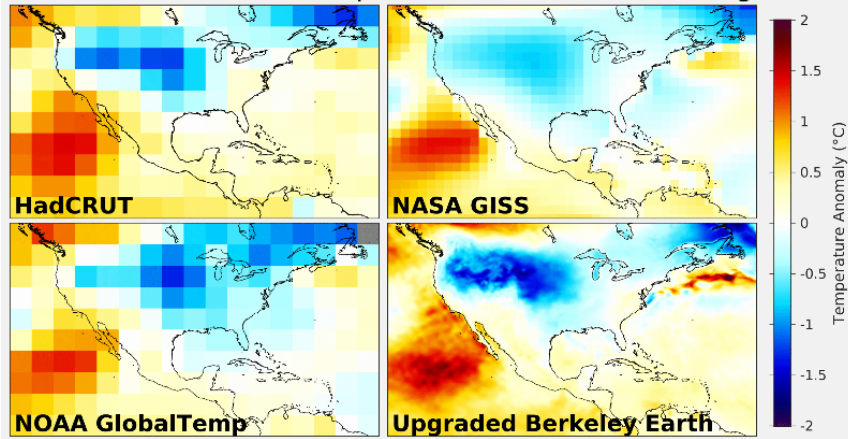 HadCRUT
NASA GISS
NOAA GlobalTemp
Upgraded Berkeley Earth
2
1.5
1
0.5
0
-0.5
-1
-1.5
-2
Temperature Anomaly (°C)